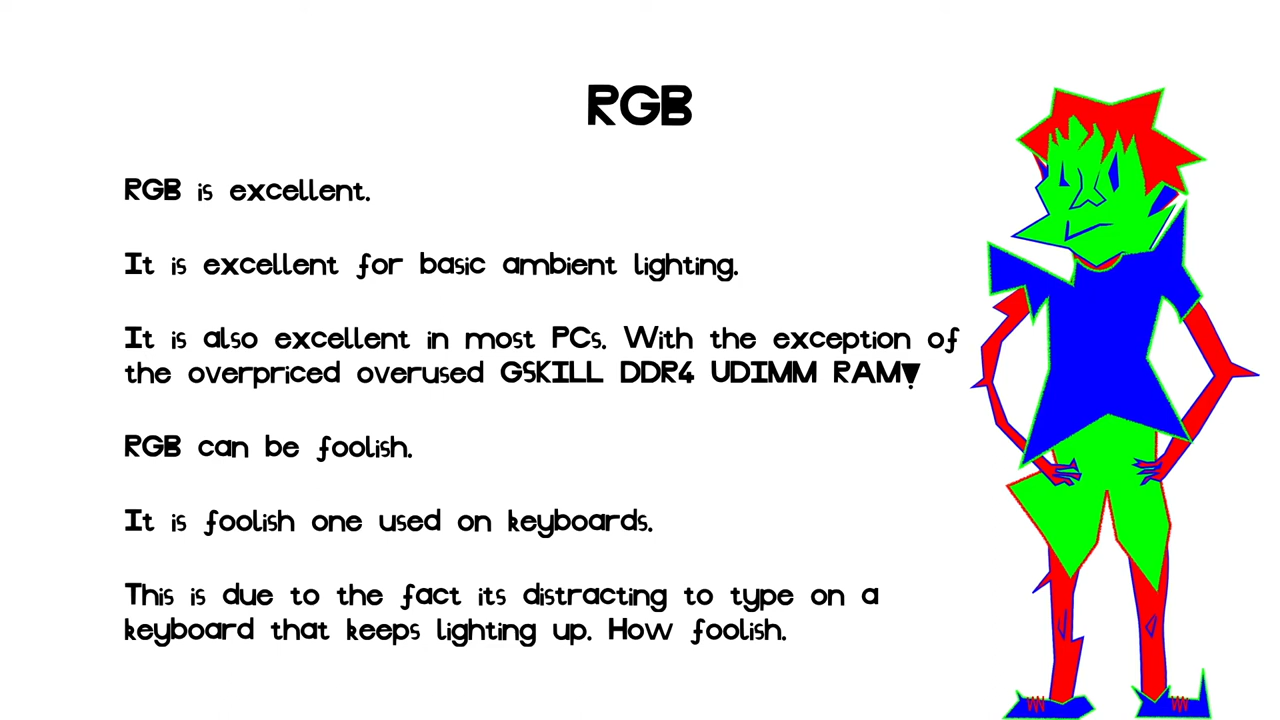 RGB
RGB is excellent.
It is excellent for basic ambient lighting.
It is also excellent in most PCs. With the exception of
the overpriced overused GSKILL DDR4 UDIMM RAM!
RGB can be foolish.
It is foolish one used on keyboards.
This is due to the fact its distracting to type on a
keyboard that keeps lighting up. How foolish.